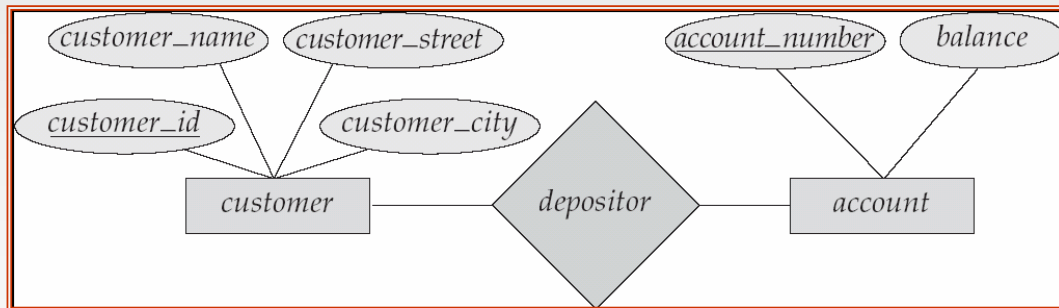 customer_name customer_street account_number balance
customer_id customer_city
customer depositor account